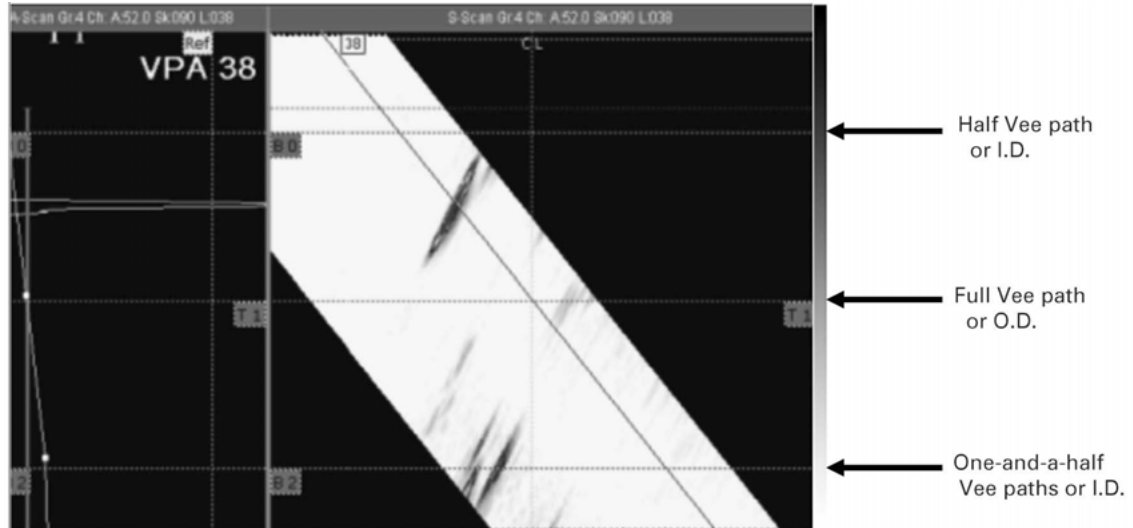 A-Scan Gr.4 Ch: A:52.0 Sk:090 L:038
S-Scan Gr.4 Ch: A:52.0 Sk:090 L:038
Ref
VPA 38
38
CL
B 0
T 1
T 1
B 2
Half Vee path
or I.D.
Full Vee path
or O.D.
One-and-a-half
Vee paths or I.D.